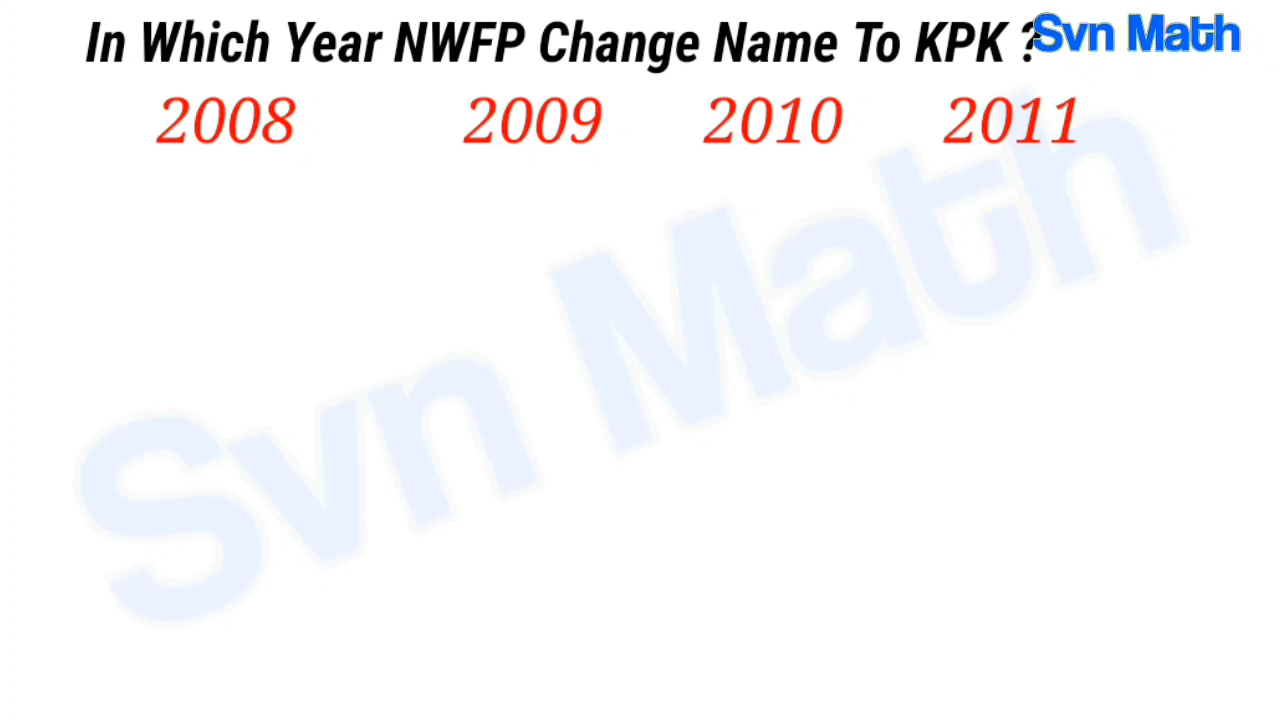 In Which Year NWFP Change Name To KPK ? Svn Math
2008 2009 2010 2011
Svn Math